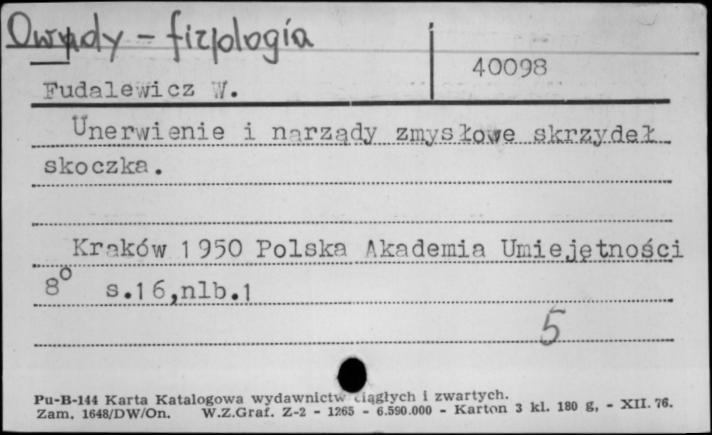 Owady - fizjologia
40098
Fudalewicz W.
Unerwienie i narządy zmysłowe skrzydeł
skoczka.
Kraków 1950 Polska Akademia Umiejętności
8° s.16,nlb.1
5
Pu-B-144 Karta Katalogowa wydawnictw ciągłych i zwartych.
Zam. 1648/DW/On. W.Z.Graf. Z-2 - 1265 - 6.590.000 - Karton 3 kl. 180 g, - XII. 76.